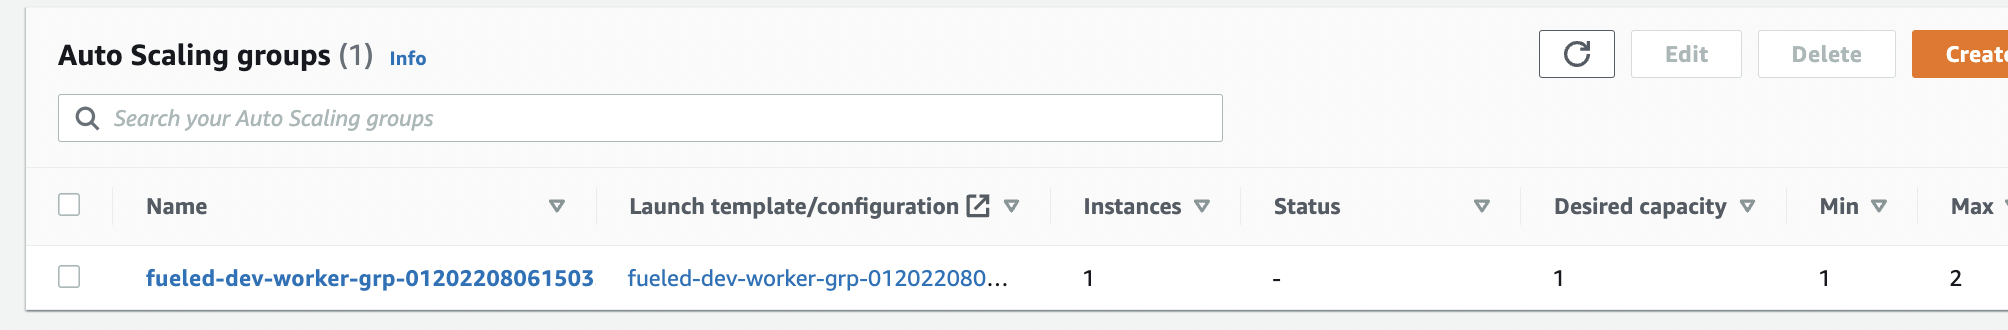 Auto Scaling groups (1) Info
Edit
Delete
Create
Search your Auto Scaling groups
Name Launch template/configuration Instances Status Desired capacity Min Max
fueled-dev-worker-grp-01202208061503 fueled-dev-worker-grp-012022080... 1 - 1 1 2